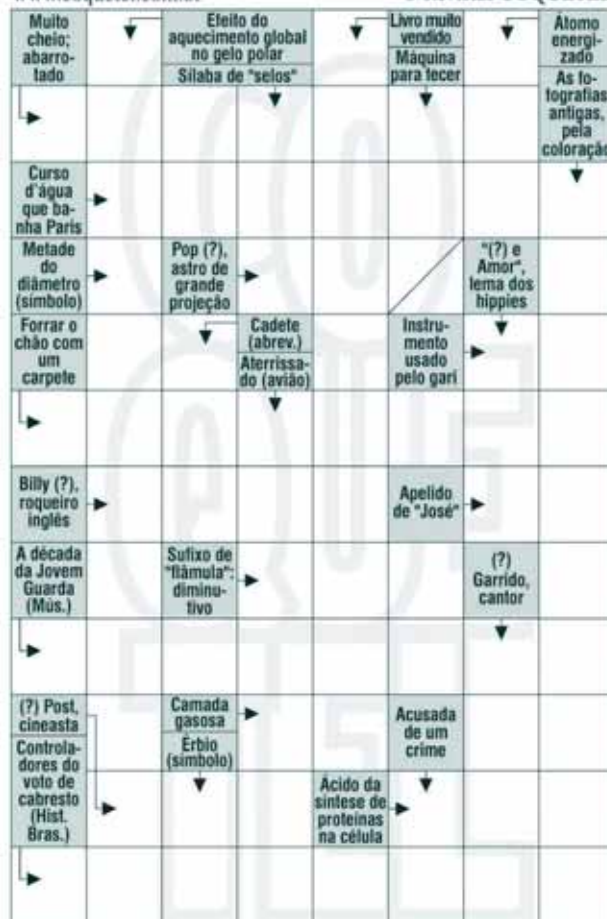 Muito
cheio;
abarro-
tado
Efeito do
aquecimento global
no gelo polar
Sílaba de "selos"
Livro muito
vendido
Máquina
para tecer
Átomo
energi-
zado
As fo-
tografias
antigas,
pela
coloração
Curso
d'água
que ba-
nha Paris
Metade
do
diâmetro
(símbolo)
Pop (?),
astro de
grande
projeção
"(?) e
Amor",
lema dos
hippies
Forrar o
chão com
um
carpete
Cadete
(abrev.)
Aterrissa-
do (avião)
Instru-
mento
usado
pelo gari
Billy (?),
roqueiro
inglês
Apelido
de "José"
A década
da Jovem
Guarda
(Mús.)
Sufixo de
"flâmula":
diminu-
tivo
(?)
Garrido,
cantor
(?) Post,
cineasta
Controla-
dores do
voto de
cabresto
(Hist.
Bras.)
Camada
gasosa
Érbio
(símbolo)
Acusada
de um
crime
Ácido da
síntese de
proteínas
na célula